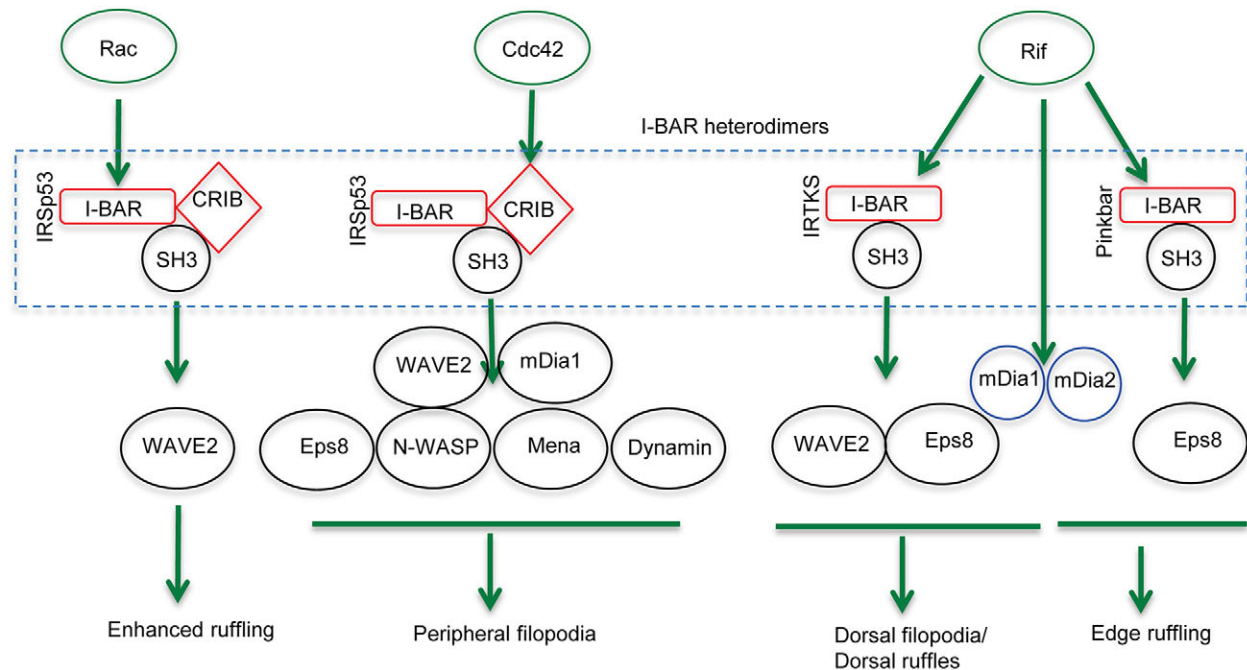 Rac
Cdc42
Rif
I-BAR heterodimers
IRSp53
I-BAR
CRIB
SH3
IRSp53
I-BAR
CRIB
SH3
IRTKS
I-BAR
SH3
Pinkbar
I-BAR
SH3
WAVE2
mDia1
mDia1
mDia2
WAVE2
Eps8
N-WASP
Mena
Dynamin
WAVE2
Eps8
Eps8
Enhanced ruffling
Peripheral filopodia
Dorsal filopodia/
Dorsal ruffles
Edge ruffling